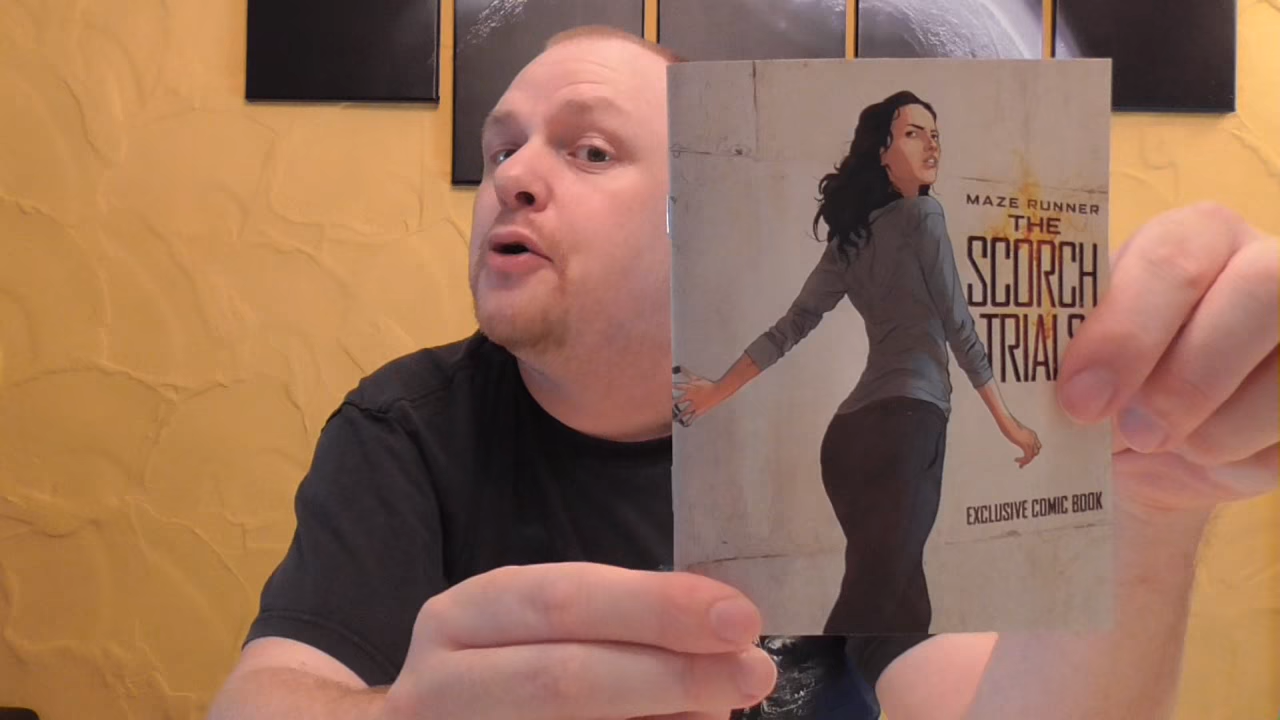 MAZE RUNNER
THE
SCORCH
TRIALS
EXCLUSIVE COMIC BOOK